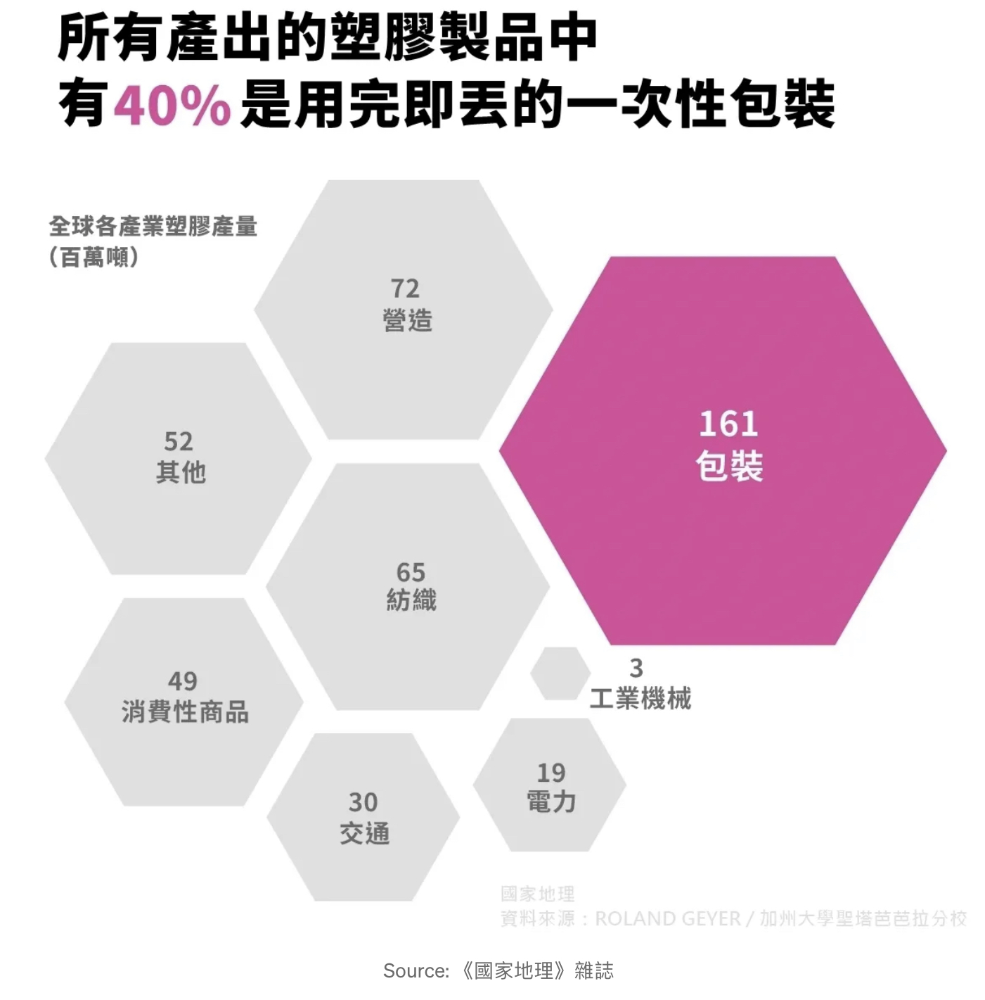 所有產出的塑膠製品中
有40%是用完即丟的一次性包裝
全球各產業塑膠產量
(百萬噸)
72
營造
161
包裝
52
其他
65
紡織
49
消費性商品
3
工業機械
30
交通
19
電力
國家地理
資料來源:ROLAND GEYER / 加州大學聖塔芭芭拉分校
Source:《國家地理》雜誌